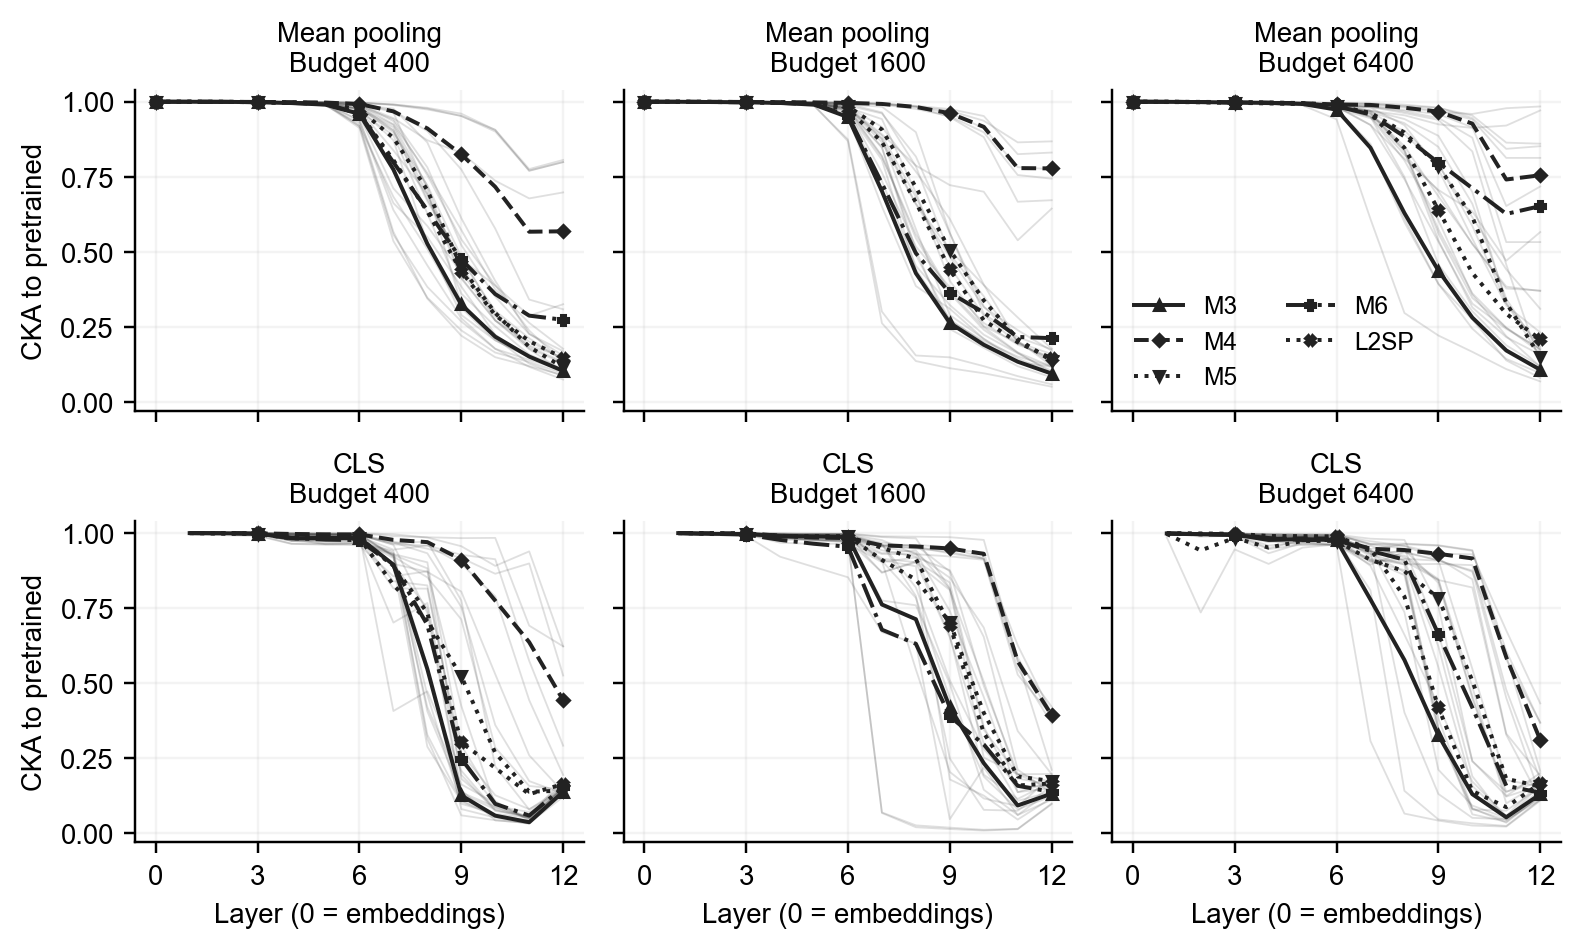 Mean pooling
Budget 400
Mean pooling
Budget 1600
Mean pooling
Budget 6400
CKA to pretrained
1.00
0.75
0.50
0.25
0.00
M3
M4
M5
M6
L2SP
CLS
Budget 400
CLS
Budget 1600
CLS
Budget 6400
CKA to pretrained
1.00
0.75
0.50
0.25
0.00
0 3 6 9 12
0 3 6 9 12
0 3 6 9 12
Layer (0 = embeddings)
Layer (0 = embeddings)
Layer (0 = embeddings)